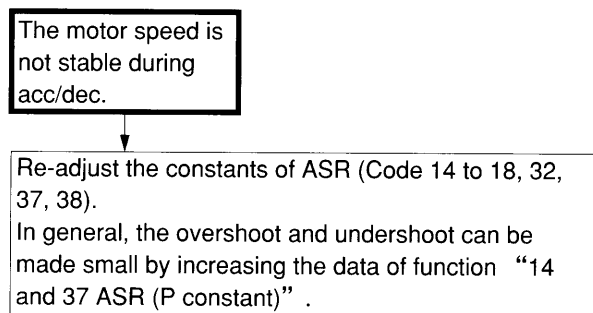 The motor speed is
not stable during
acc/dec.
Re-adjust the constants of ASR (Code 14 to 18, 32,
37, 38).
In general, the overshoot and undershoot can be
made small by increasing the data of function “14
and 37 ASR (P constant)” .